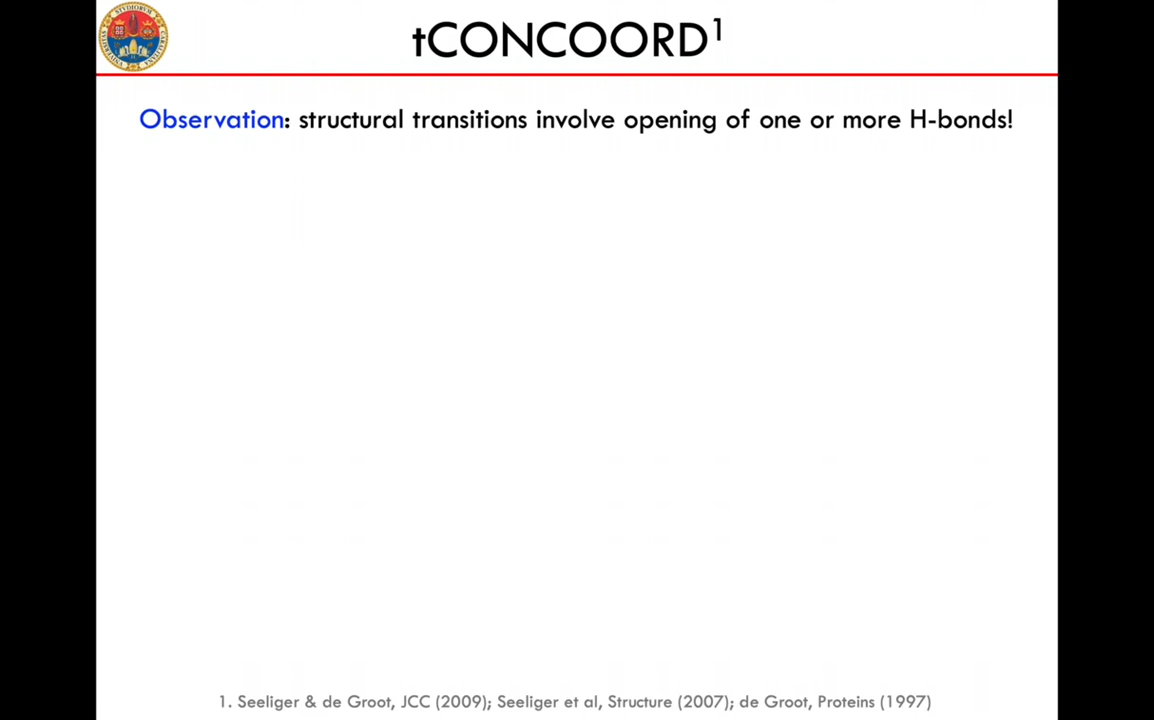 tCONCOORD¹
Observation: structural transitions involve opening of one or more H-bonds!
1. Seeliger & de Groot, JCC (2009); Seeliger et al, Structure (2007); de Groot, Proteins (1997)